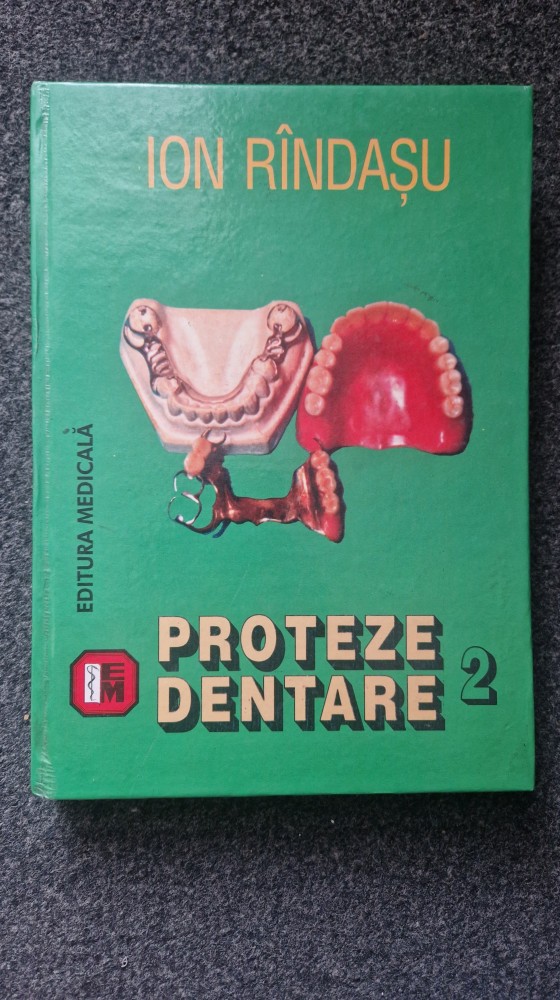 ION RÎNDAȘU
EDITURA MEDICALĂ
EM
PROTEZE
DENTARE 2